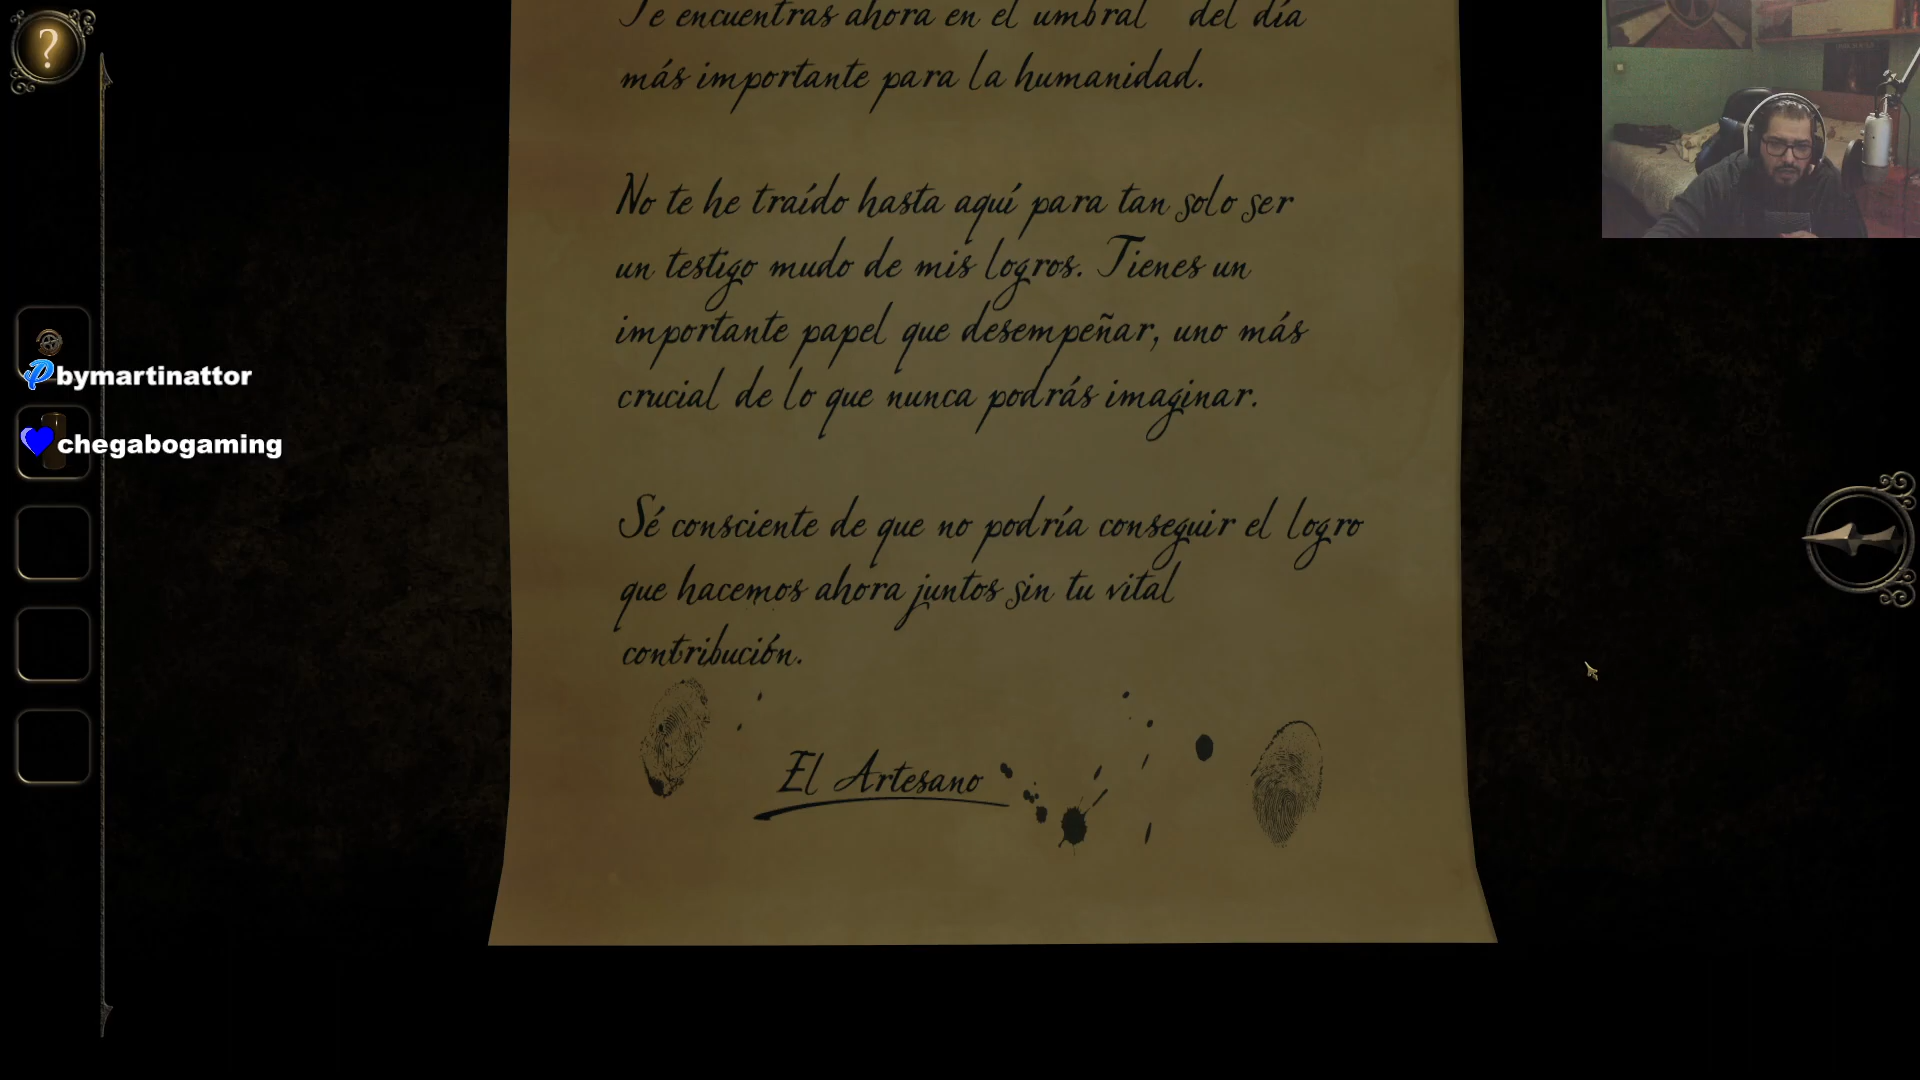 Te encuentras ahora en el umbral del día
más importante para la humanidad.
No te he traído hasta aquí para tan solo ser
un testigo mudo de mis logros. Tienes un
importante papel que desempeñar, uno más
crucial de lo que nunca podrás imaginar.
Sé consciente de que no podría conseguir el logro
que hacemos ahora juntos sin tu vital
contribución.
El Artesano
?
bymartinattor
chegabogaming